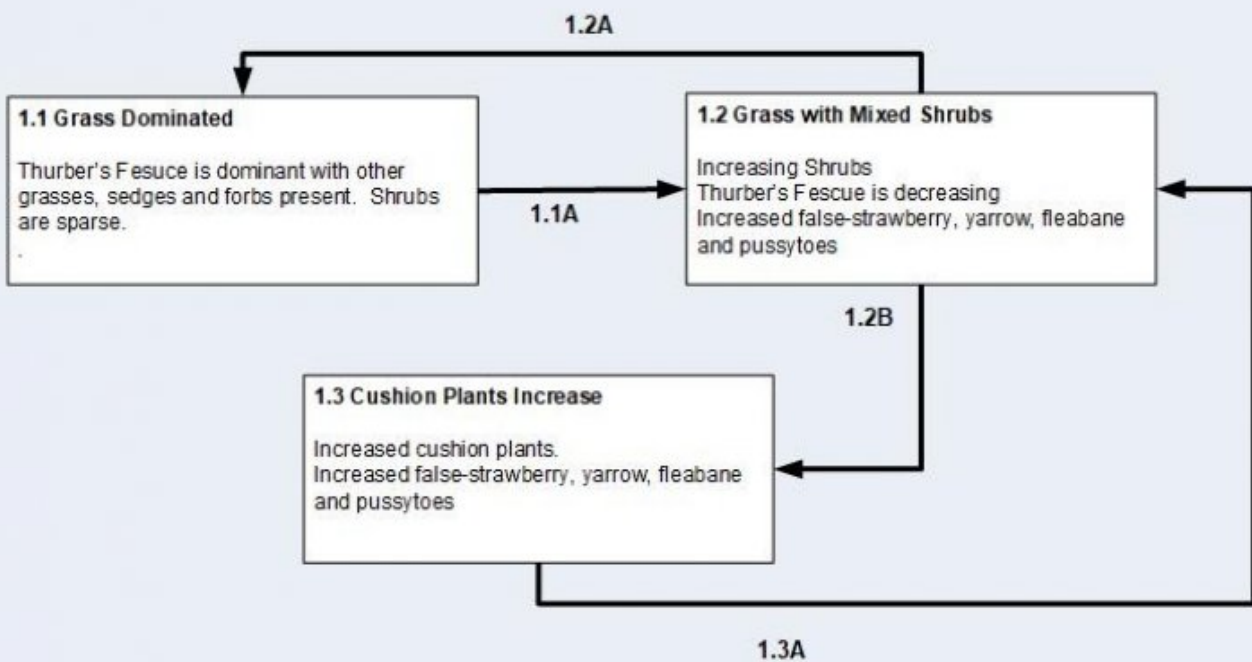 1.2A
1.1 Grass Dominated
Thurber's Fesuce is dominant with other
grasses, sedges and forbs present. Shrubs
are sparse.
.
1.1A
1.2 Grass with Mixed Shrubs
Increasing Shrubs
Thurber's Fescue is decreasing
Increased false-strawberry, yarrow, fleabane
and pussytoes
1.2B
1.3 Cushion Plants Increase
Increased cushion plants.
Increased false-strawberry, yarrow, fleabane
and pussytoes
1.3A